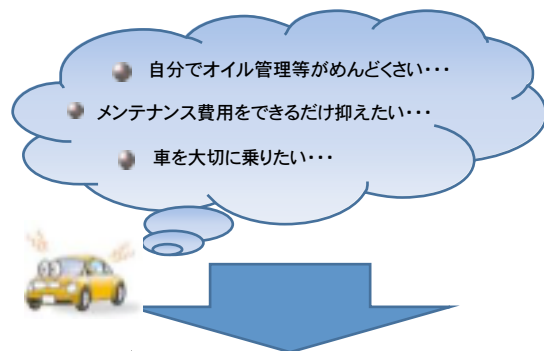 自分でオイル管理等がめんどくさい・・・
メンテナンス費用をできるだけ抑えたい・・・
車を大切に乗りたい・・・